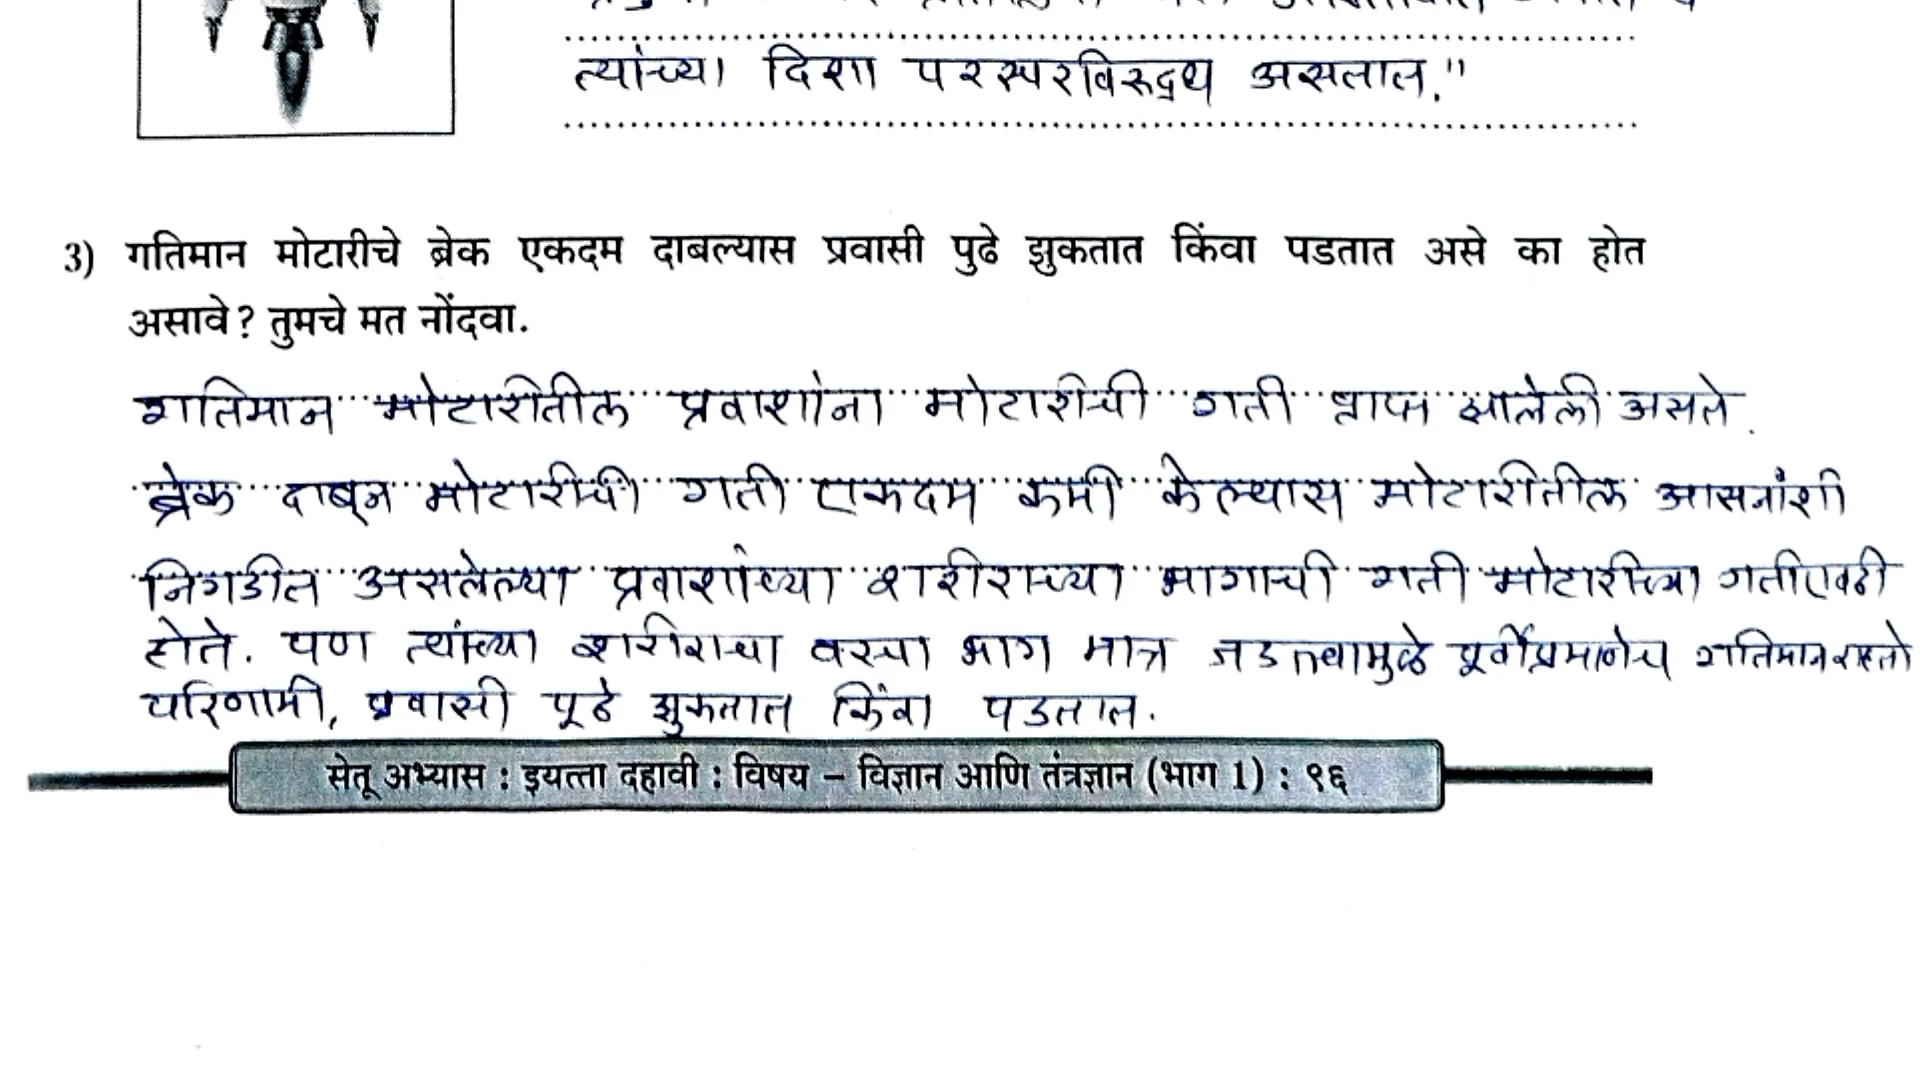 त्यांच्या दिशा परस्परविरूद्ध असतात."
3) गतिमान मोटारीचे ब्रेक एकदम दाबल्यास प्रवासी पुढे झुकतात किंवा पडतात असे का होत
असावे? तुमचे मत नोंदवा.
गतिमान मोटारीतील प्रवाशांना मोटारीची गती प्राप्त झालेली असते.
ब्रेक दाबून मोटारीची गती एकदम कमी केल्यास मोटारीतील आसनांशी
निगडीत असलेल्या प्रवाशांच्या शरीराच्या भागाची गती मोटारीच्या गतीएवढी
होते. पण त्यांच्या शरीराचा वरचा भाग मात्र जडत्त्वामुळे पूर्वीप्रमाणेच गतिमान
परिणामी, प्रवासी पूढे झुकतात किंवा पडतात.
सेतू अभ्यास : इयत्ता दहावी : विषय – विज्ञान आणि तंत्रज्ञान (भाग 1) : ९६